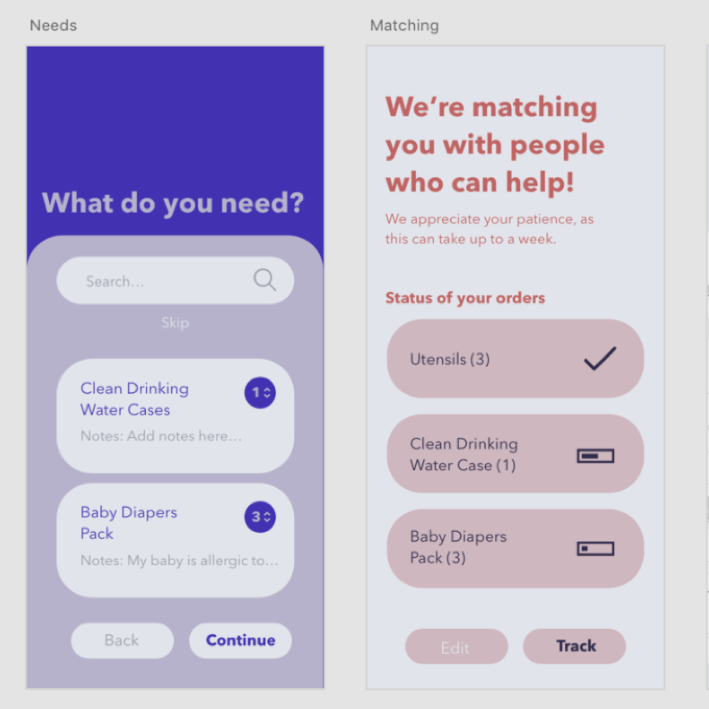 Needs
What do you need?
Search...
Skip
Clean Drinking
Water Cases
1
Notes: Add notes here...
Baby Diapers
Pack
3
Notes: My baby is allergic to...
Back
Continue
Matching
We're matching
you with people
who can help!
We appreciate your patience, as
this can take up to a week.
Status of your orders
Utensils (3)
Clean Drinking
Water Case (1)
Baby Diapers
Pack (3)
Edit
Track